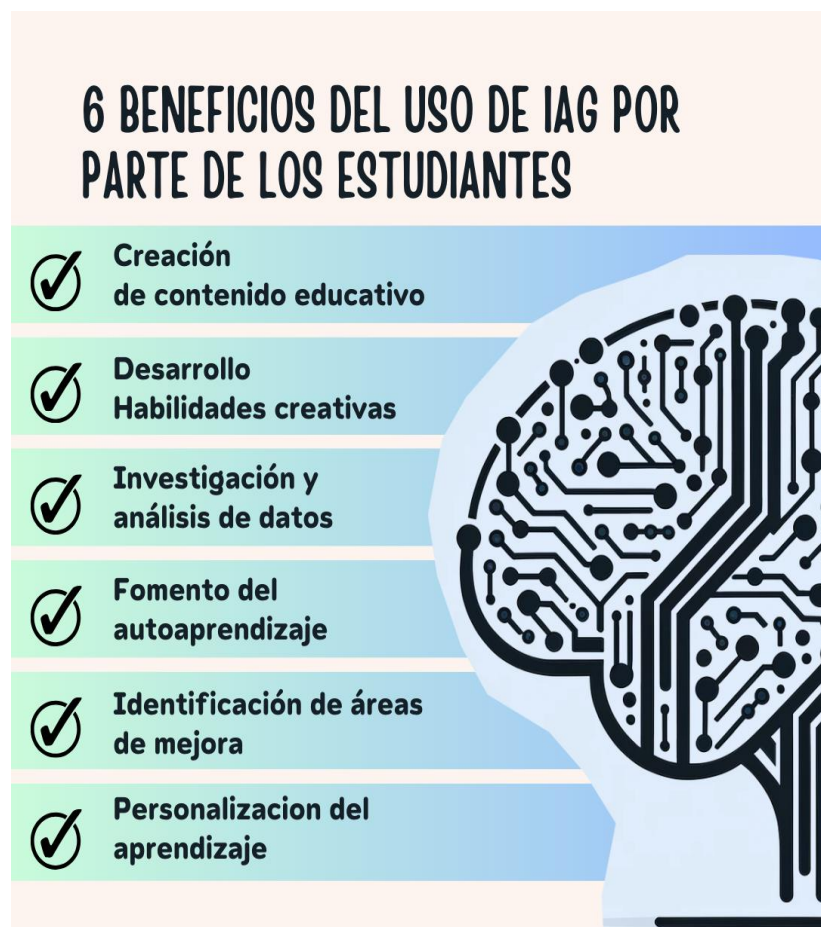 6 BENEFICIOS DEL USO DE IAG POR
PARTE DE LOS ESTUDIANTES
Creación
de contenido educativo
Desarrollo
Habilidades creativas
Investigación y
análisis de datos
Fomento del
autoaprendizaje
Identificación de áreas
de mejora
Personalizacion del
aprendizaje